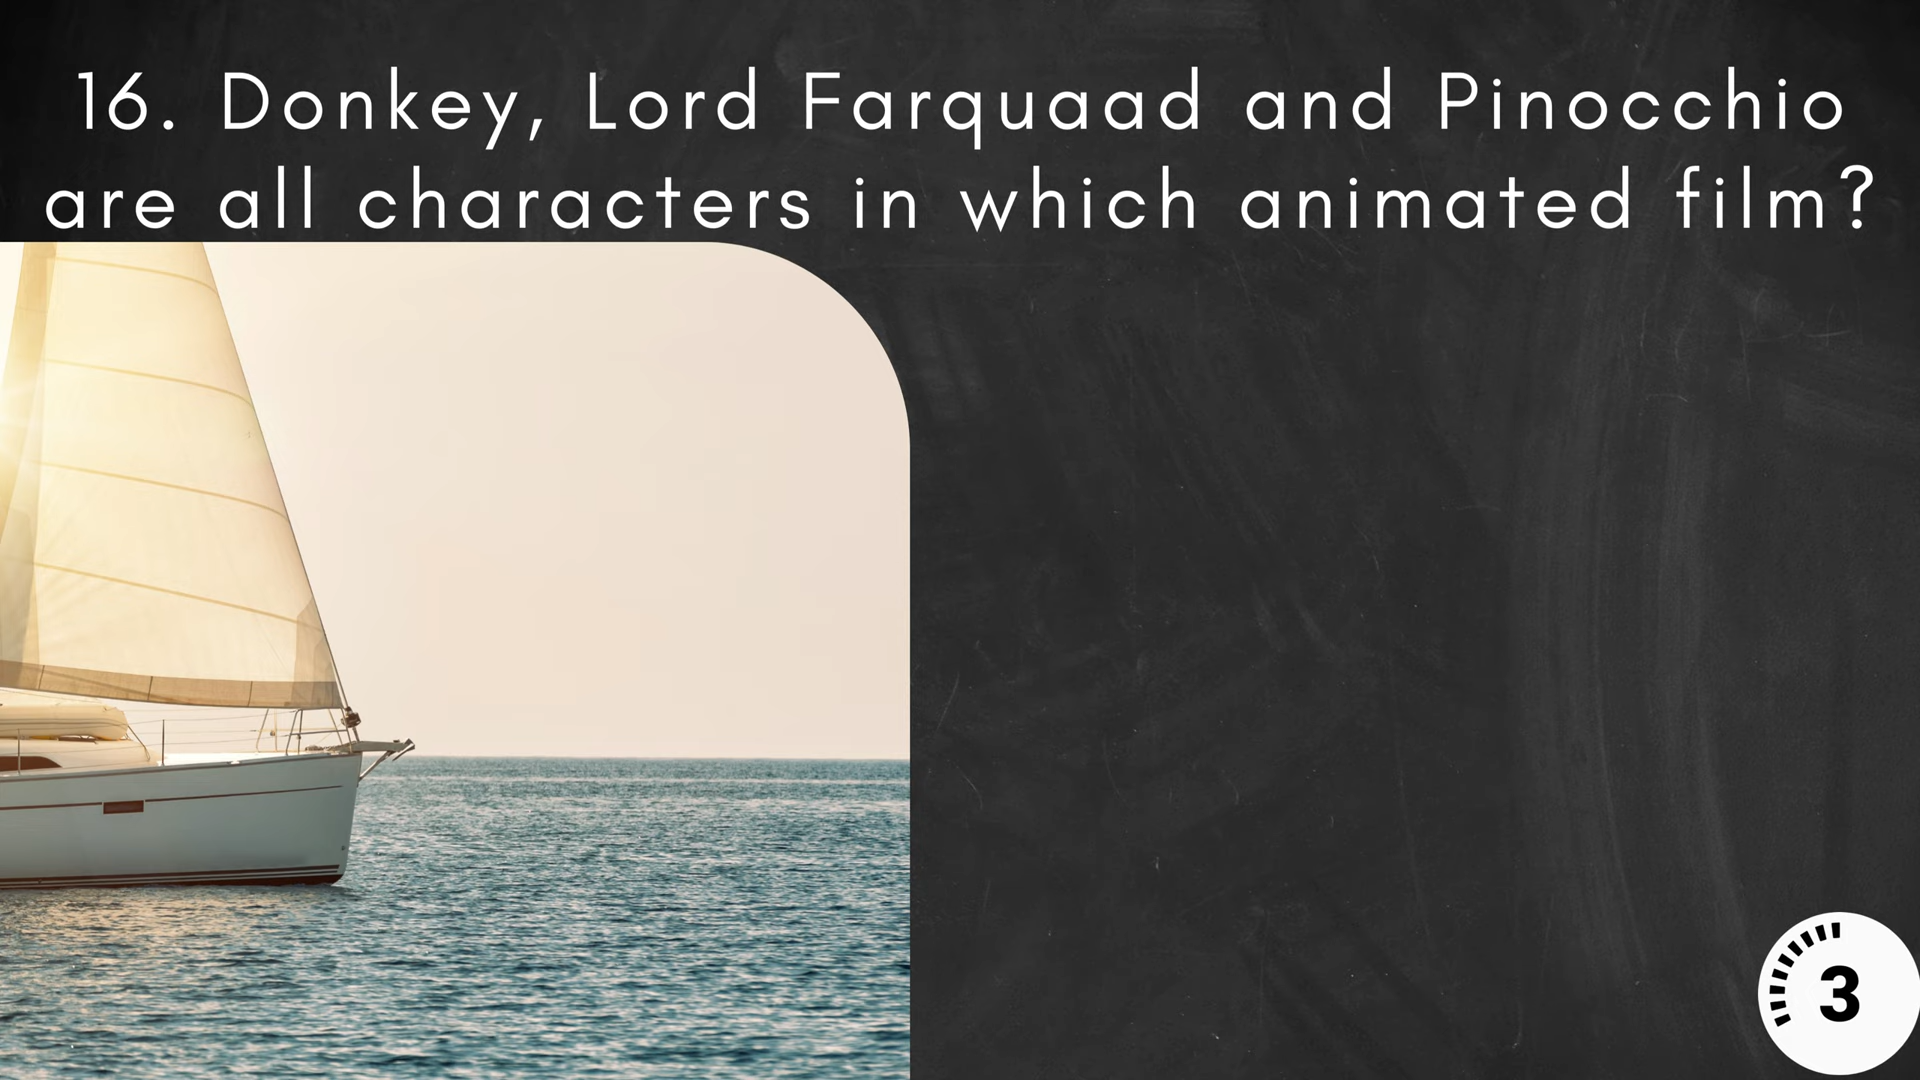 16. Donkey, Lord Farquaad and Pinocchio
are all characters in which animated film?
3